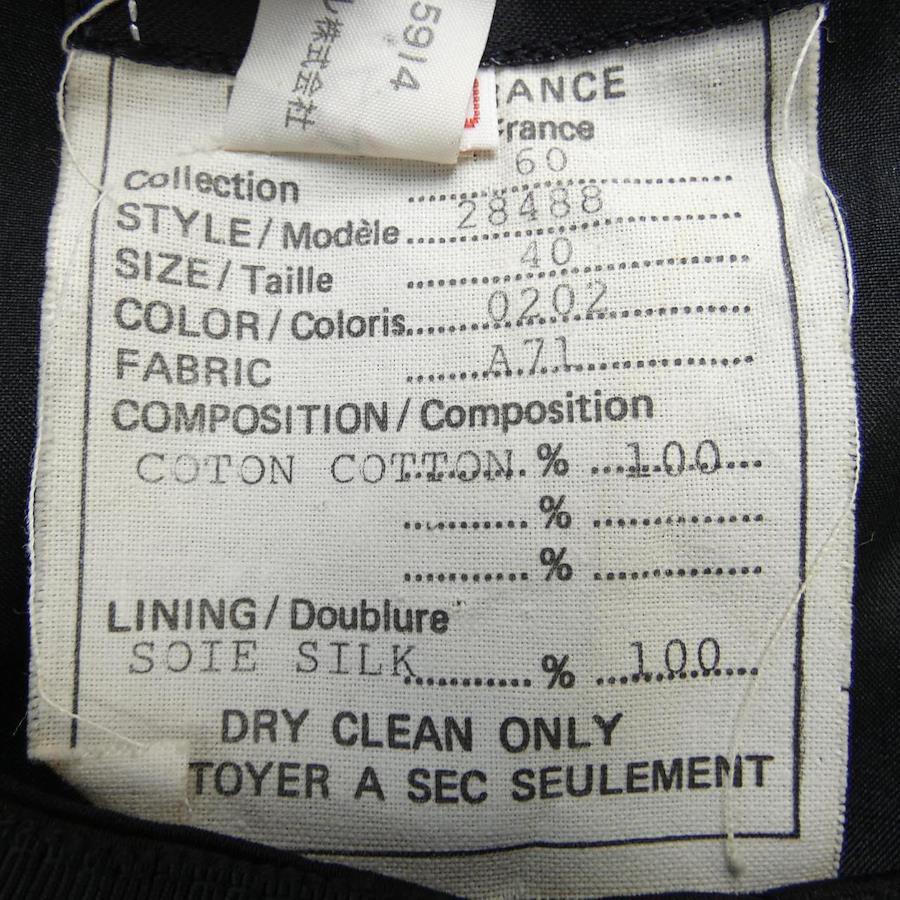 5914
ル株式会社
RANCE
France
Collection 60
STYLE / Modèle 28488
SIZE / Taille 40
COLOR / Coloris 0202
FABRIC A71
COMPOSITION / Composition
COTON COTTON % 100
%
%
LINING / Doublure
SOIE SILK % 100
DRY CLEAN ONLY
TOYER A SEC SEULEMENT